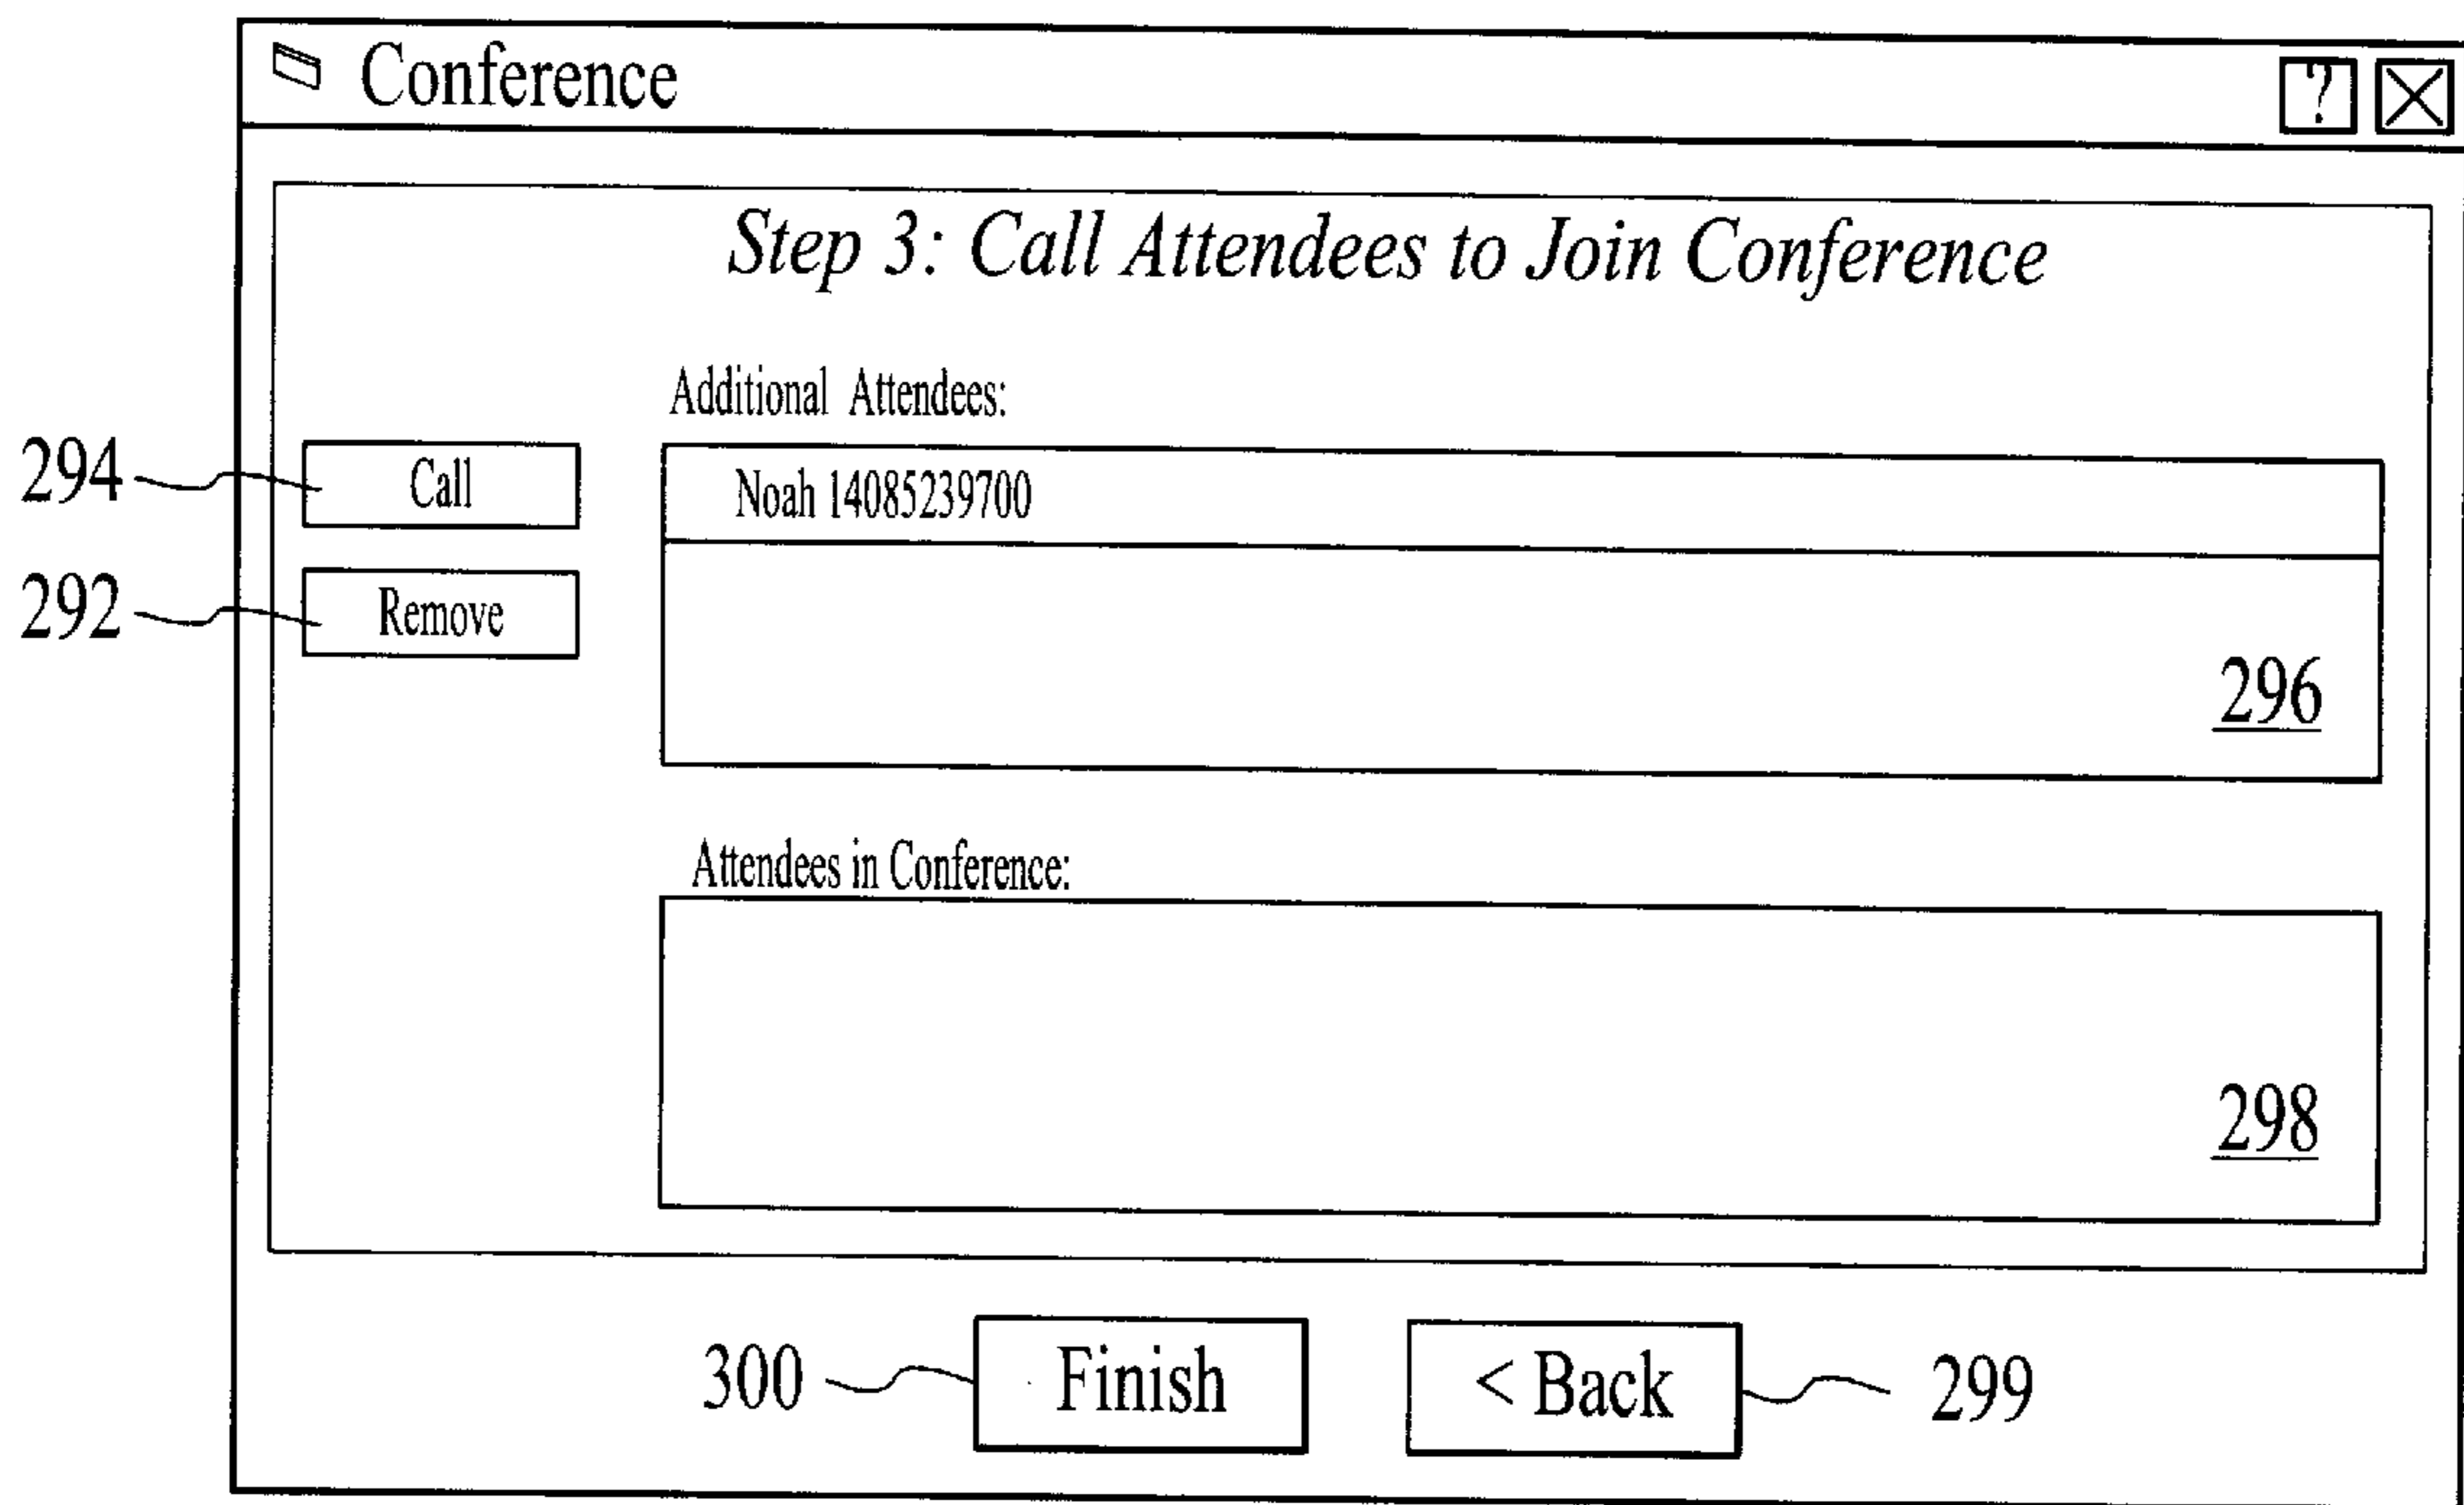 Conference
?
Step 3: Call Attendees to Join Conference
Additional Attendees:
294
Call
Noah 14085239700
292
Remove
296
Attendees in Conference:
298
300
Finish
< Back
299